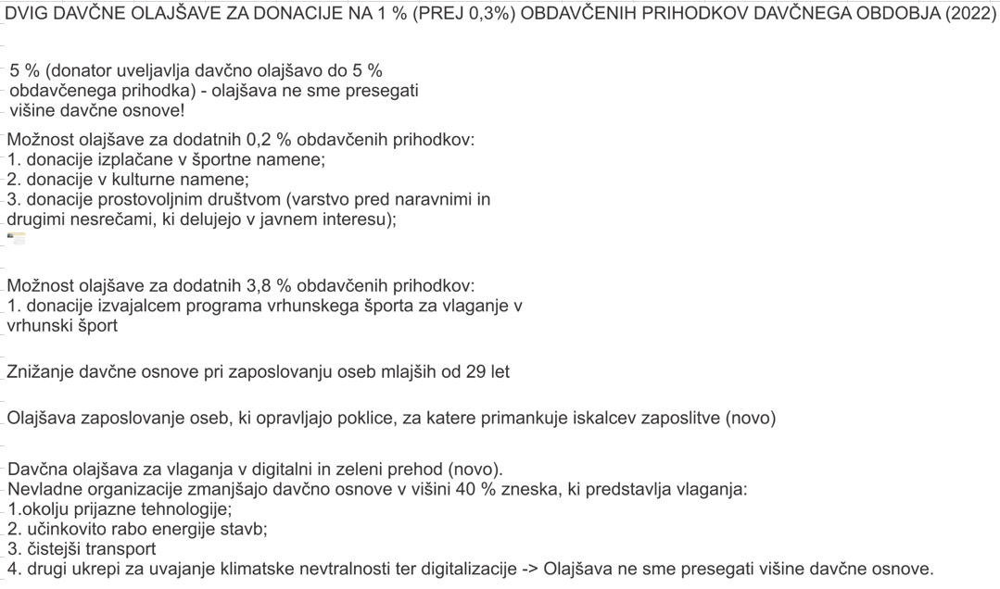 DVIG DAVČNE OLAJŠAVE ZA DONACIJE NA 1 % (PREJ 0,3%) OBDAVČENIH PRIHODKOV DAVČNEGA OBDOBJA (2022)
5 % (donator uveljavlja davčno olajšavo do 5 %
obdavčenega prihodka) - olajšava ne sme presegati
višine davčne osnove!
Možnost olajšave za dodatnih 0,2 % obdavčenih prihodkov:
1. donacije izplačane v športne namene;
2. donacije v kulturne namene;
3. donacije prostovoljnim društvom (varstvo pred naravnimi in
drugimi nesrečami, ki delujejo v javnem interesu);
Možnost olajšave za dodatnih 3,8 % obdavčenih prihodkov:
1. donacije izvajalcem programa vrhunskega športa za vlaganje v
vrhunski šport
Znižanje davčne osnove pri zaposlovanju oseb mlajših od 29 let
Olajšava zaposlovanje oseb, ki opravljajo poklice, za katere primankuje iskalcev zaposlitve (novo)
Davčna olajšava za vlaganja v digitalni in zeleni prehod (novo).
Nevladne organizacije zmanjšajo davčno osnove v višini 40 % zneska, ki predstavlja vlaganja:
1.okolju prijazne tehnologije;
2. učinkovito rabo energije stavb;
3. čistejši transport
4. drugi ukrepi za uvajanje klimatske nevtralnosti ter digitalizacije -> Olajšava ne sme presegati višine davčne osnove.